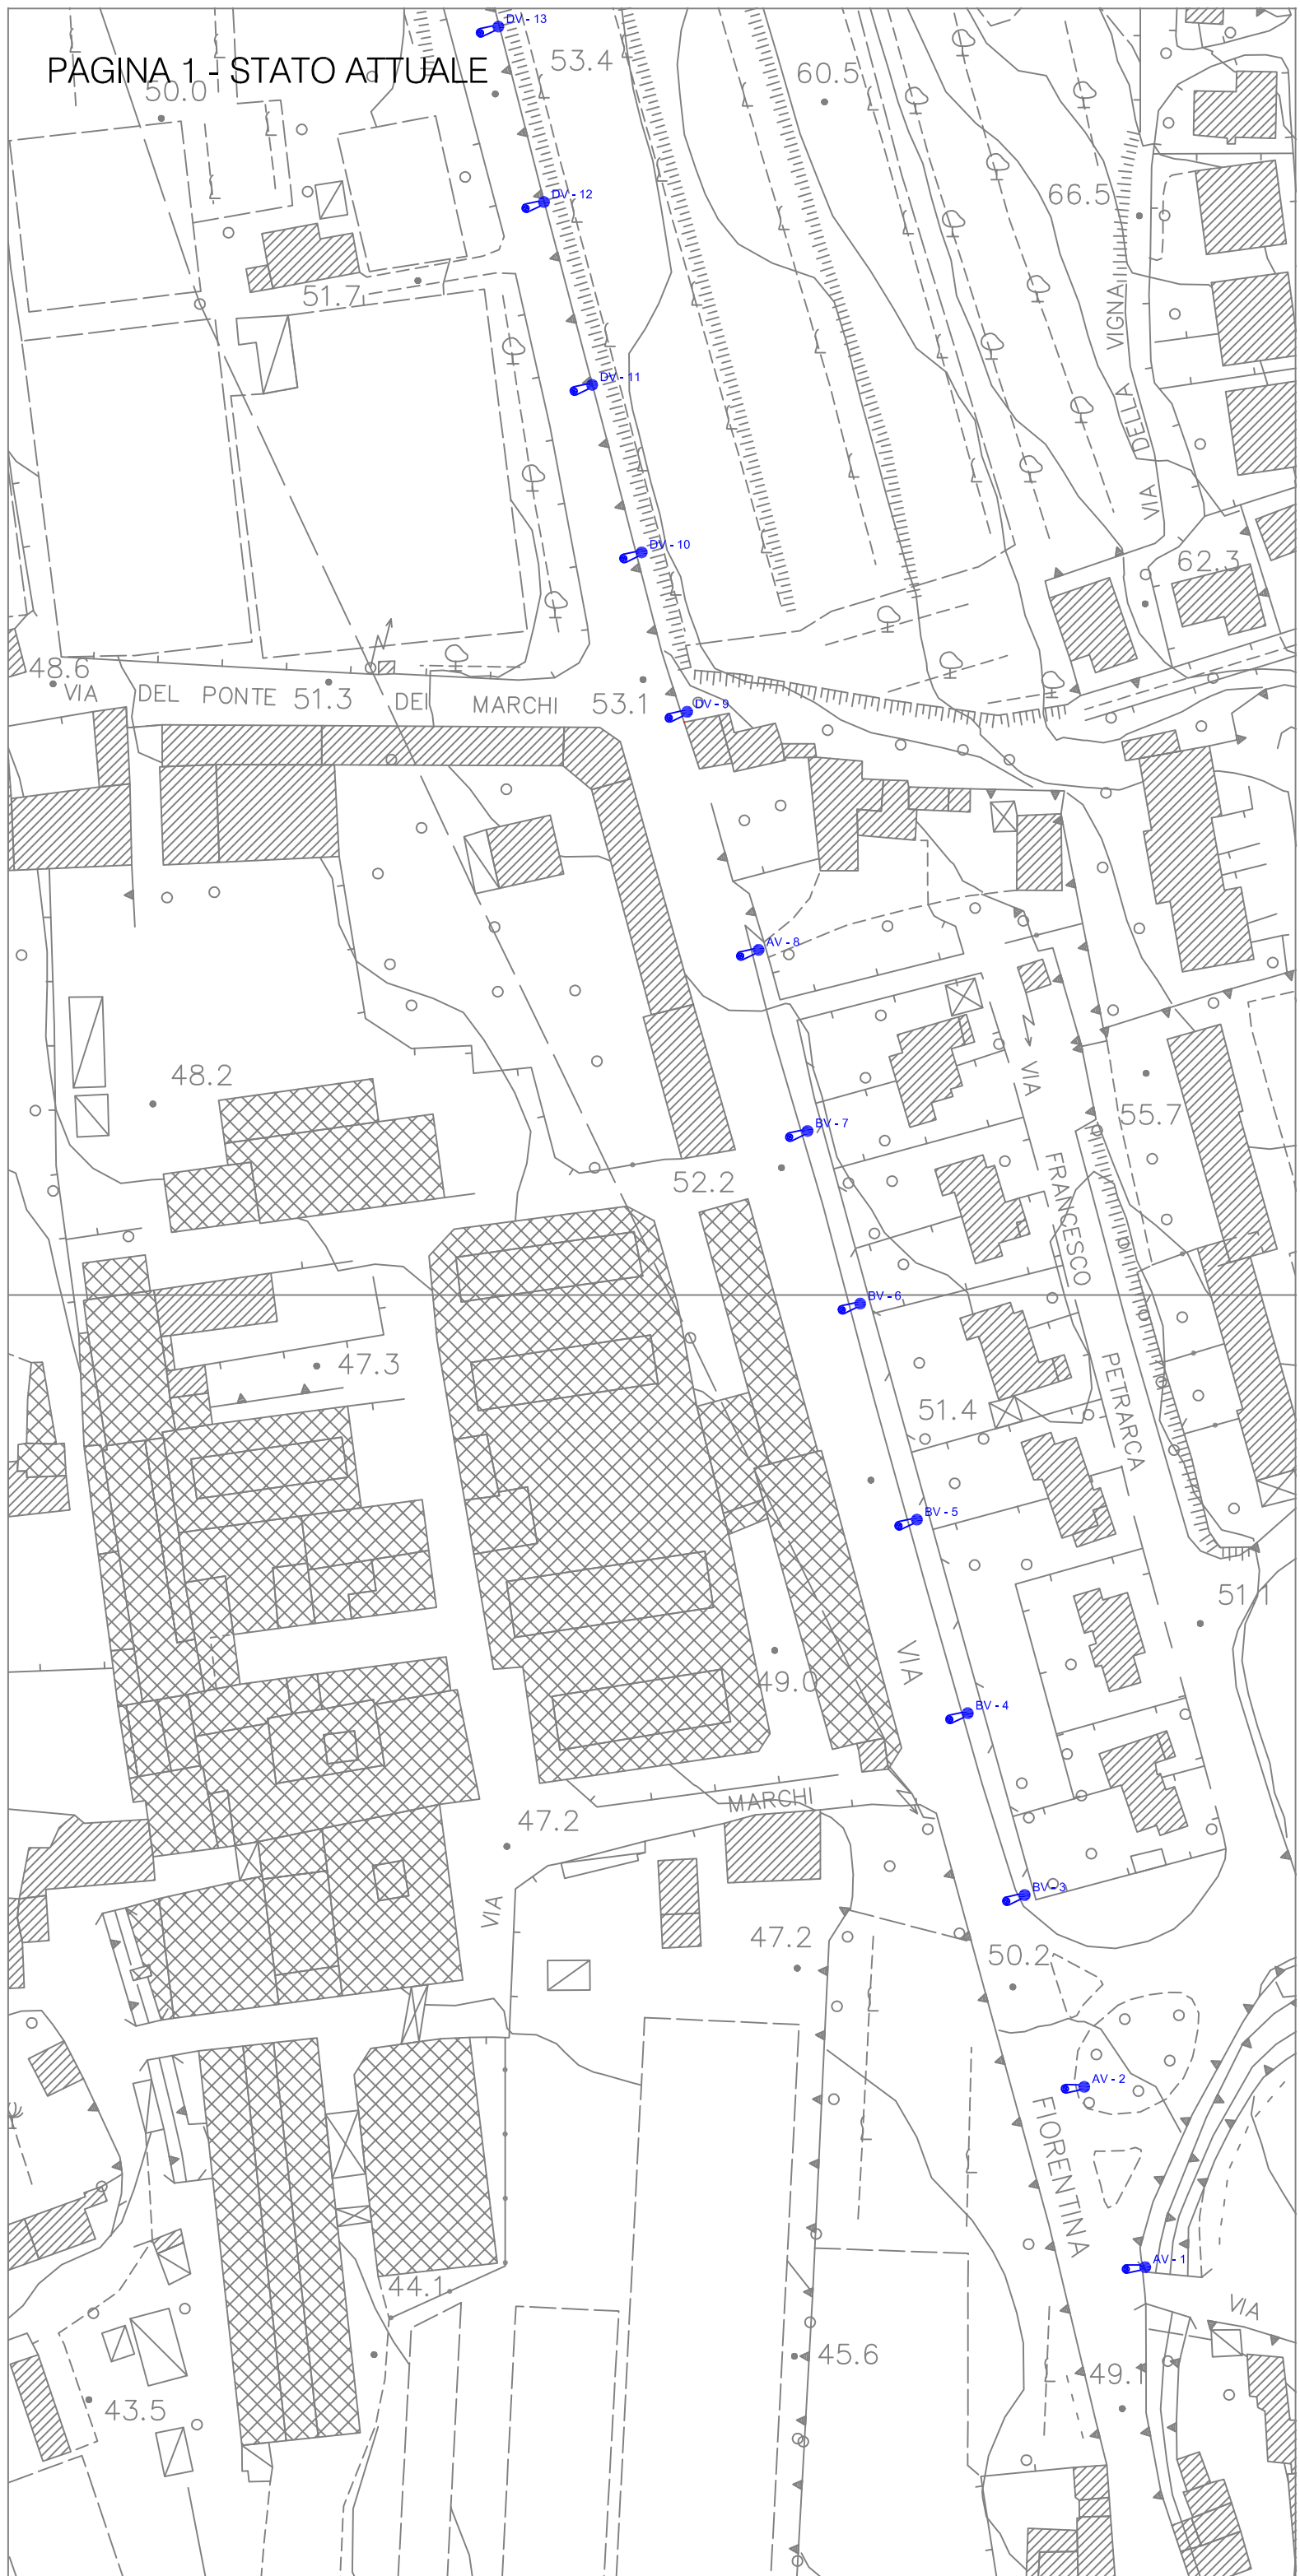 DV - 13
53.4
PAGINA 1 - STATO ATTUALE
60.5
50.0
DV - 12
66.5
51.7
VIA DELLA VIGNA
DV - 11
DV - 10
62.3
48.6
VIA DEL PONTE 51.3 DEI MARCHI 53.1
DV - 9
AV - 8
48.2
VIA FRANCESCO PETRARCA
55.7
BV - 7
52.2
BV - 6
47.3
51.4
BV - 5
51.1
VIA FIORENTINA
49.0
BV - 4
VIA MARCHI
47.2
BV - 3
47.2
50.2
AV - 2
AV - 1
44.1
VIA
45.6
49.1
43.5